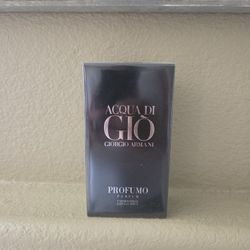 ACQUA DI
GIÒ
GIORGIO ARMANI
PROFUMO
PARFUM